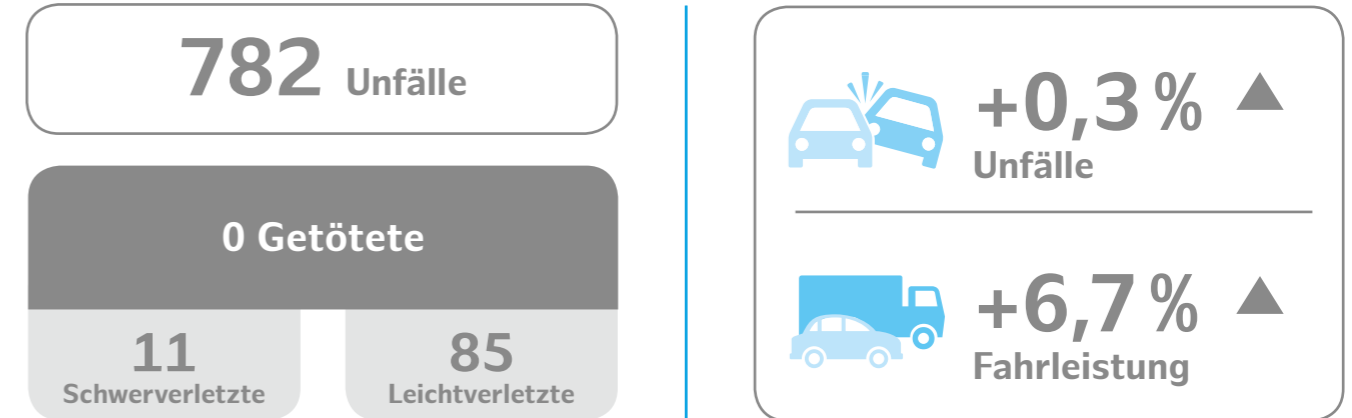 782 Unfälle
0 Getötete
11
Schwerverletzte
85
Leichtverletzte
+0,3 %
Unfälle
+6,7 %
Fahrleistung